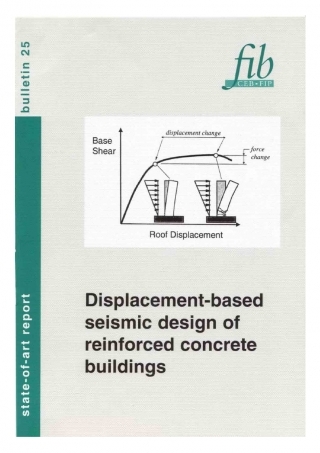 bulletin 25
fib
CEB-FIP
displacement change
Base
Shear
force
change
Roof Displacement
Displacement-based
seismic design of
reinforced concrete
buildings
state-of-art report